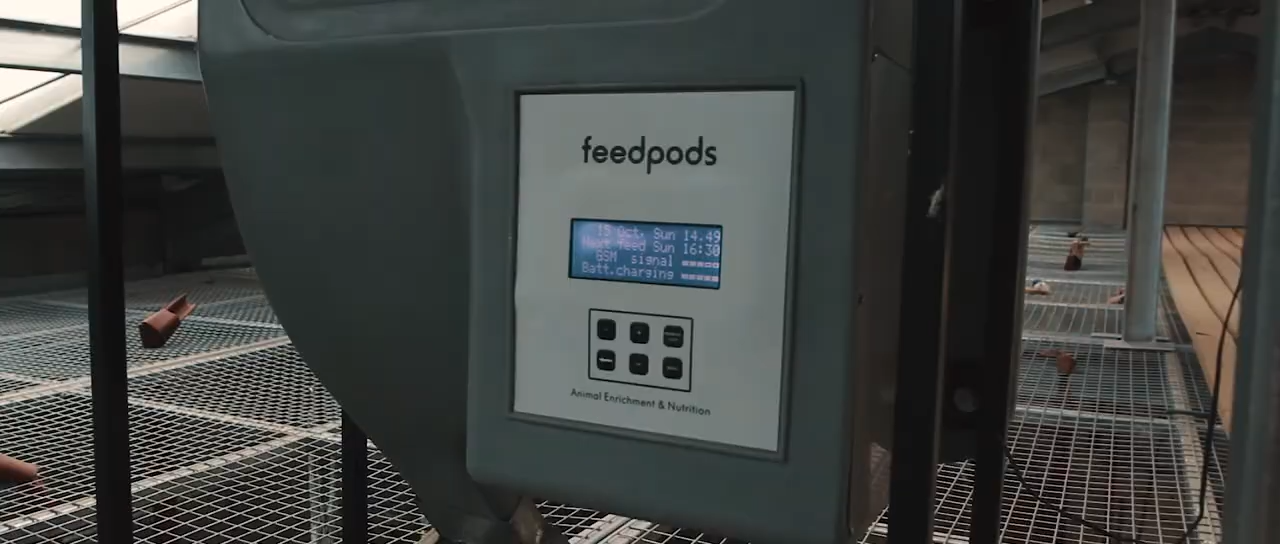 feedpods
15 Oct. Sun 14.49
Next feed Sun 16:30
GSM signal
Batt.charging
Animal Enrichment & Nutrition